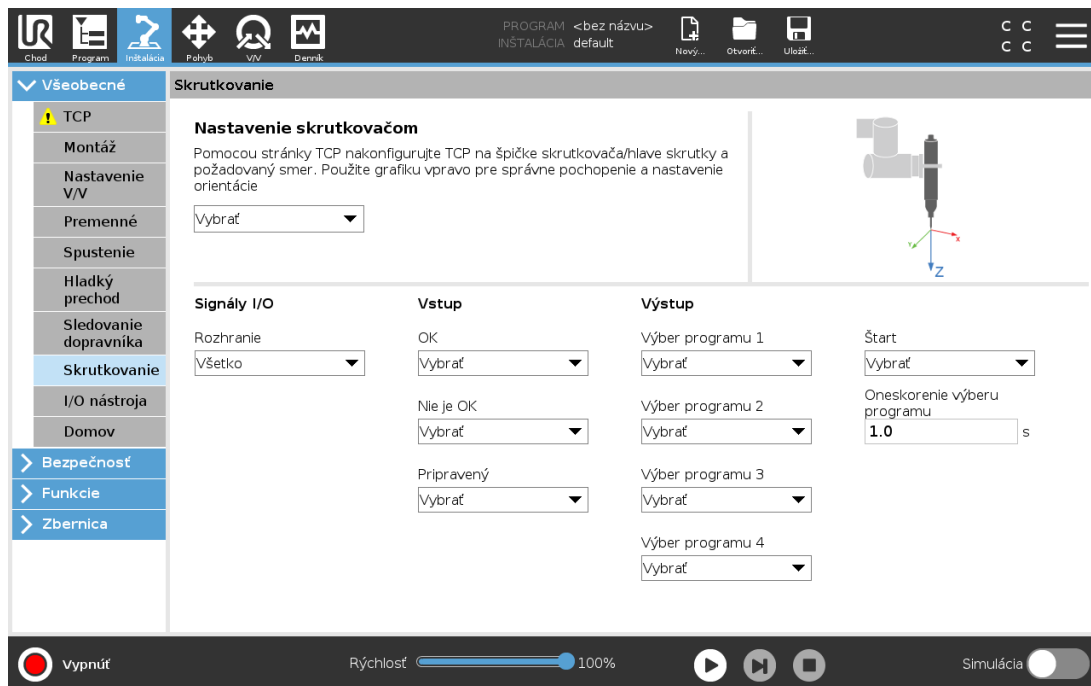 PROGRAM <bez názvu>
INŠTALÁCIA default
C C
C C
Chod
Program
Inštalácia
Pohyb
V/V
Denník
Nový...
Otvoriť...
Uložiť...
Všeobecné
TCP
Montáž
Nastavenie
V/V
Premenné
Spustenie
Hladký
prechod
Sledovanie
dopravníka
Skrutkovanie
I/O nástroja
Domov
Bezpečnosť
Funkcie
Zbernica
Skrutkovanie
Nastavenie skrutkovačom
Pomocou stránky TCP nakonfigurujte TCP na špičke skrutkovača/hlave skrutky a
požadovaný smer. Použite grafiku vpravo pre správne pochopenie a nastavenie
orientácie
Vybrať
Y
X
Z
Signály I/O
Rozhranie
Všetko
Vstup
OK
Vybrať
Nie je OK
Vybrať
Pripravený
Vybrať
Výstup
Výber programu 1
Vybrať
Výber programu 2
Vybrať
Výber programu 3
Vybrať
Výber programu 4
Vybrať
Štart
Vybrať
Oneskorenie výberu
programu
1.0 s
Vypnúť
Rýchlosť 100%
Simulácia